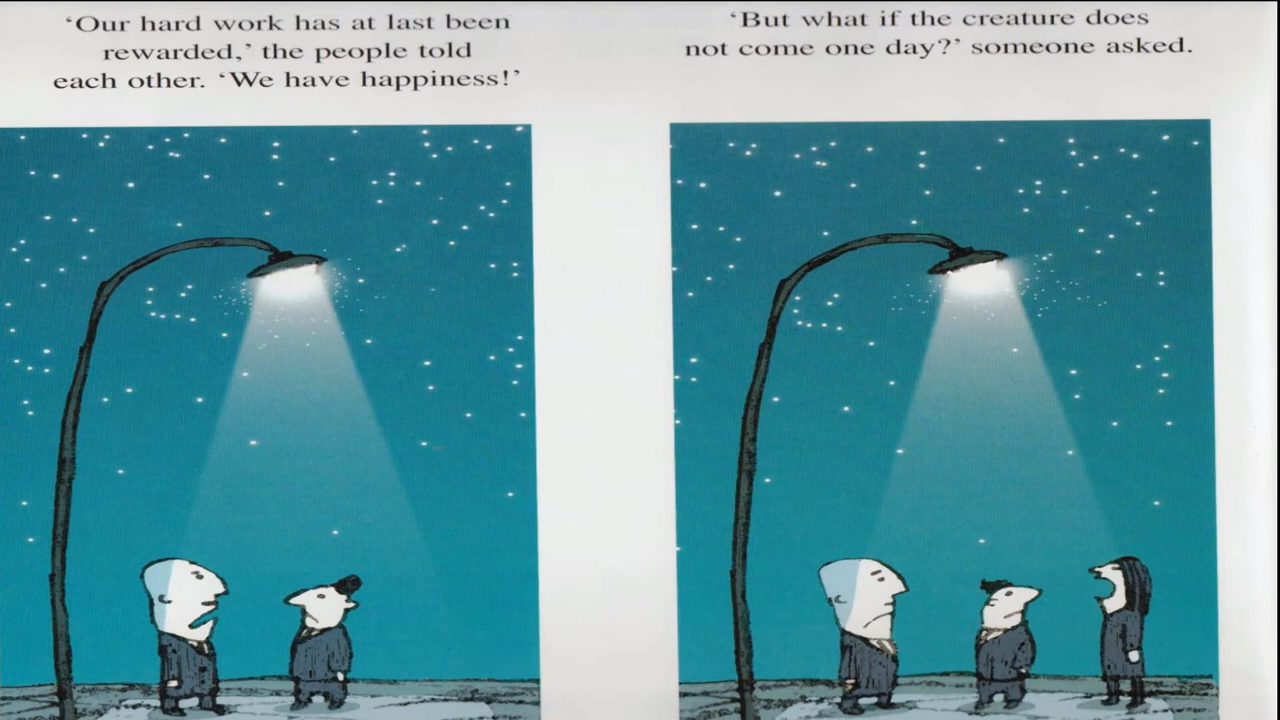 ‘Our hard work has at last been
rewarded,’ the people told
each other. ‘We have happiness!’
‘But what if the creature does
not come one day?’ someone asked.